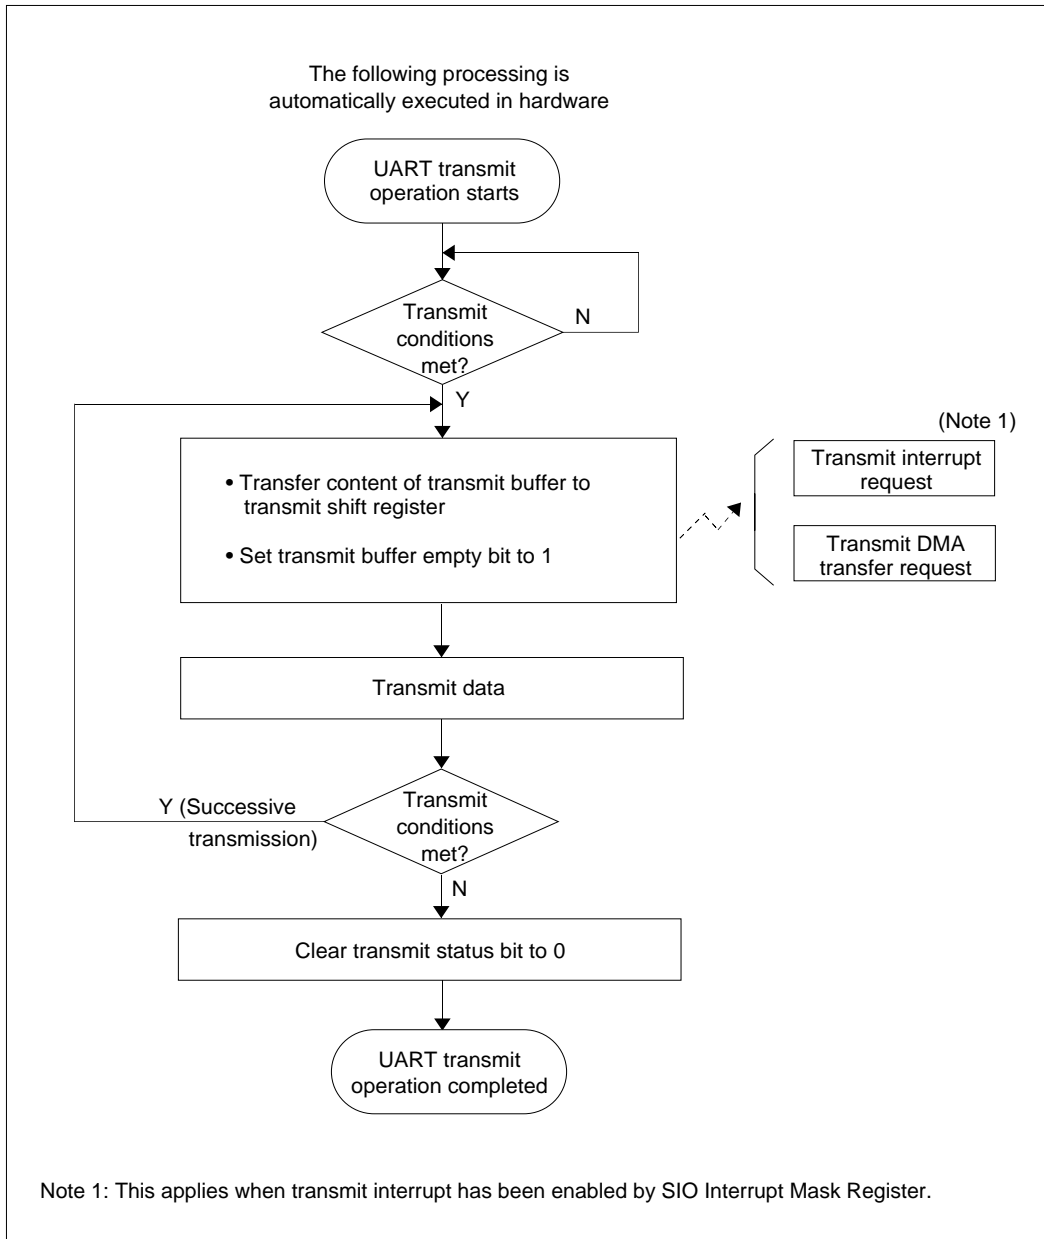 The following processing is
automatically executed in hardware
UART transmit
operation starts
Transmit
conditions
met?
N
Y
(Note 1)
• Transfer content of transmit buffer to
transmit shift register
• Set transmit buffer empty bit to 1
Transmit interrupt
request
Transmit DMA
transfer request
Transmit data
Y (Successive
transmission)
Transmit
conditions
met?
N
Clear transmit status bit to 0
UART transmit
operation completed
Note 1: This applies when transmit interrupt has been enabled by SIO Interrupt Mask Register.